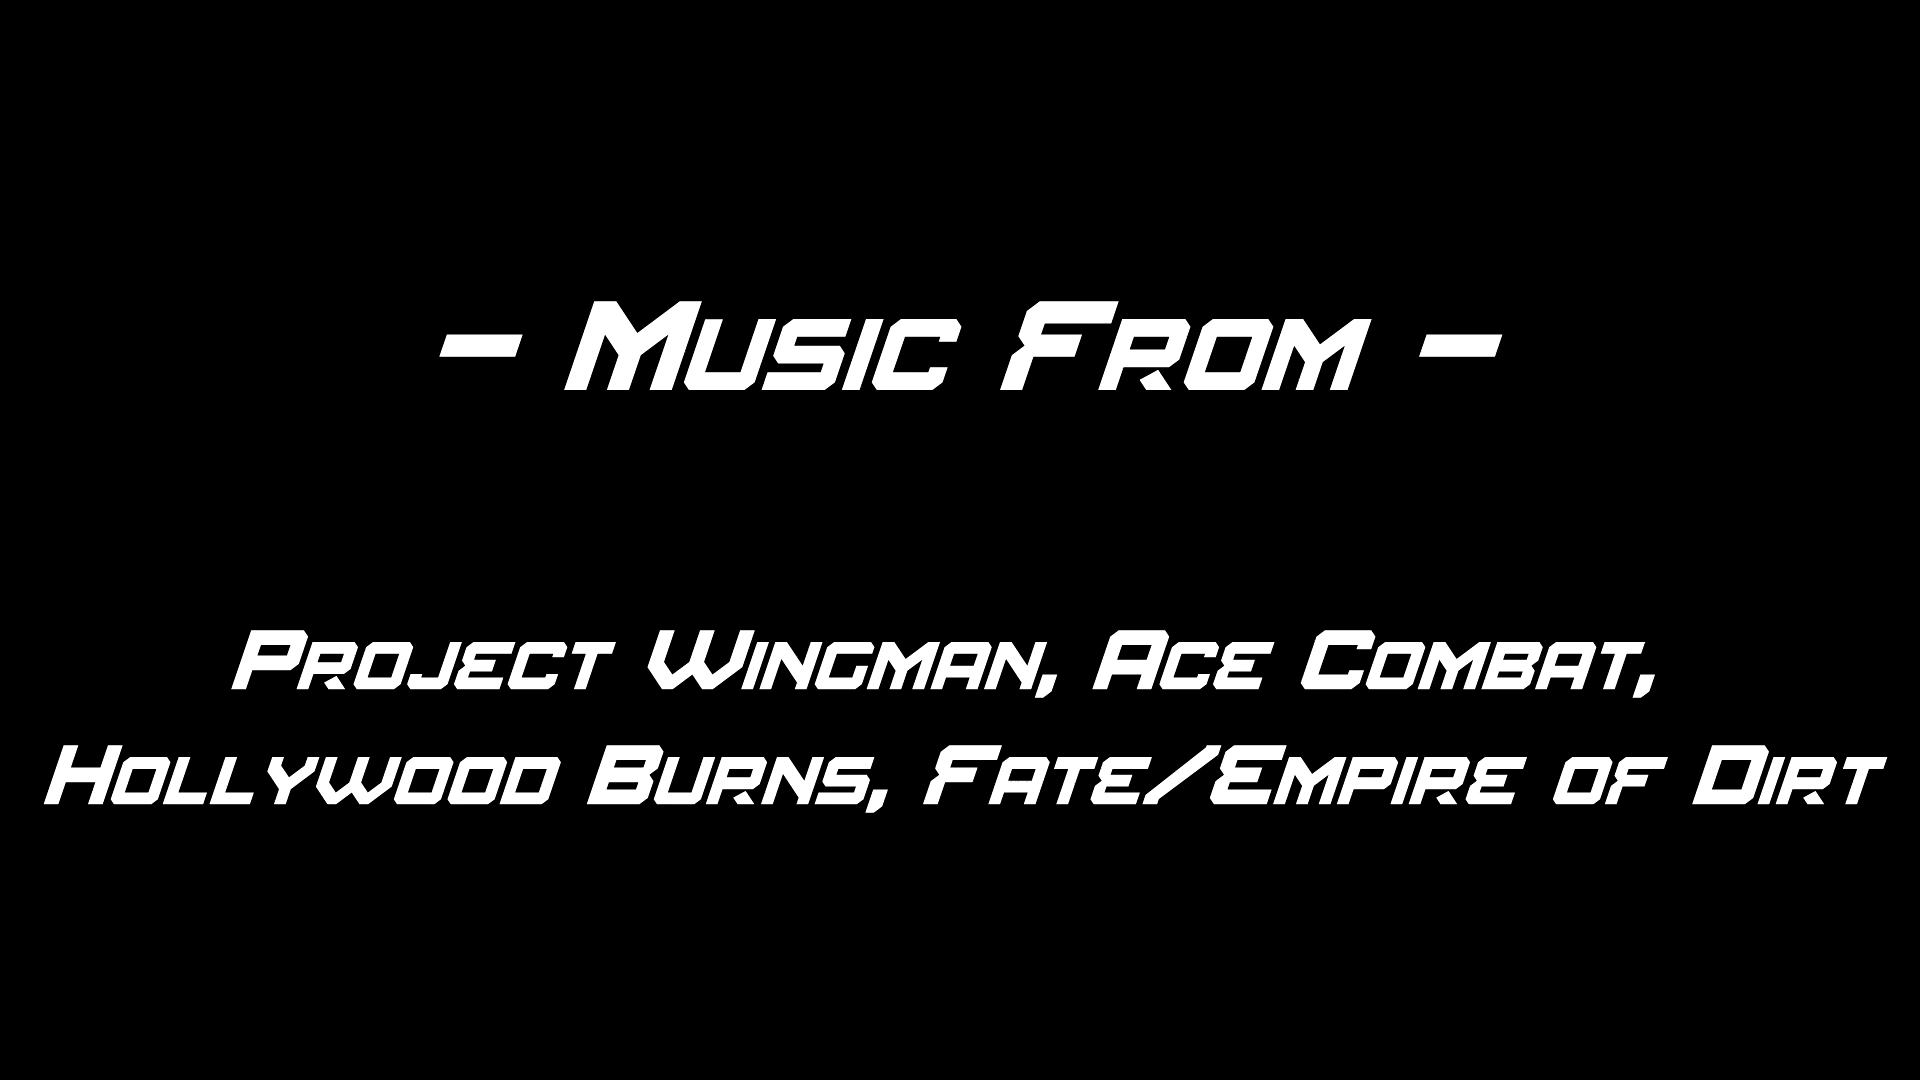 - Music From -
Project Wingman, Ace Combat,
Hollywood Burns, Fate/Empire of Dirt